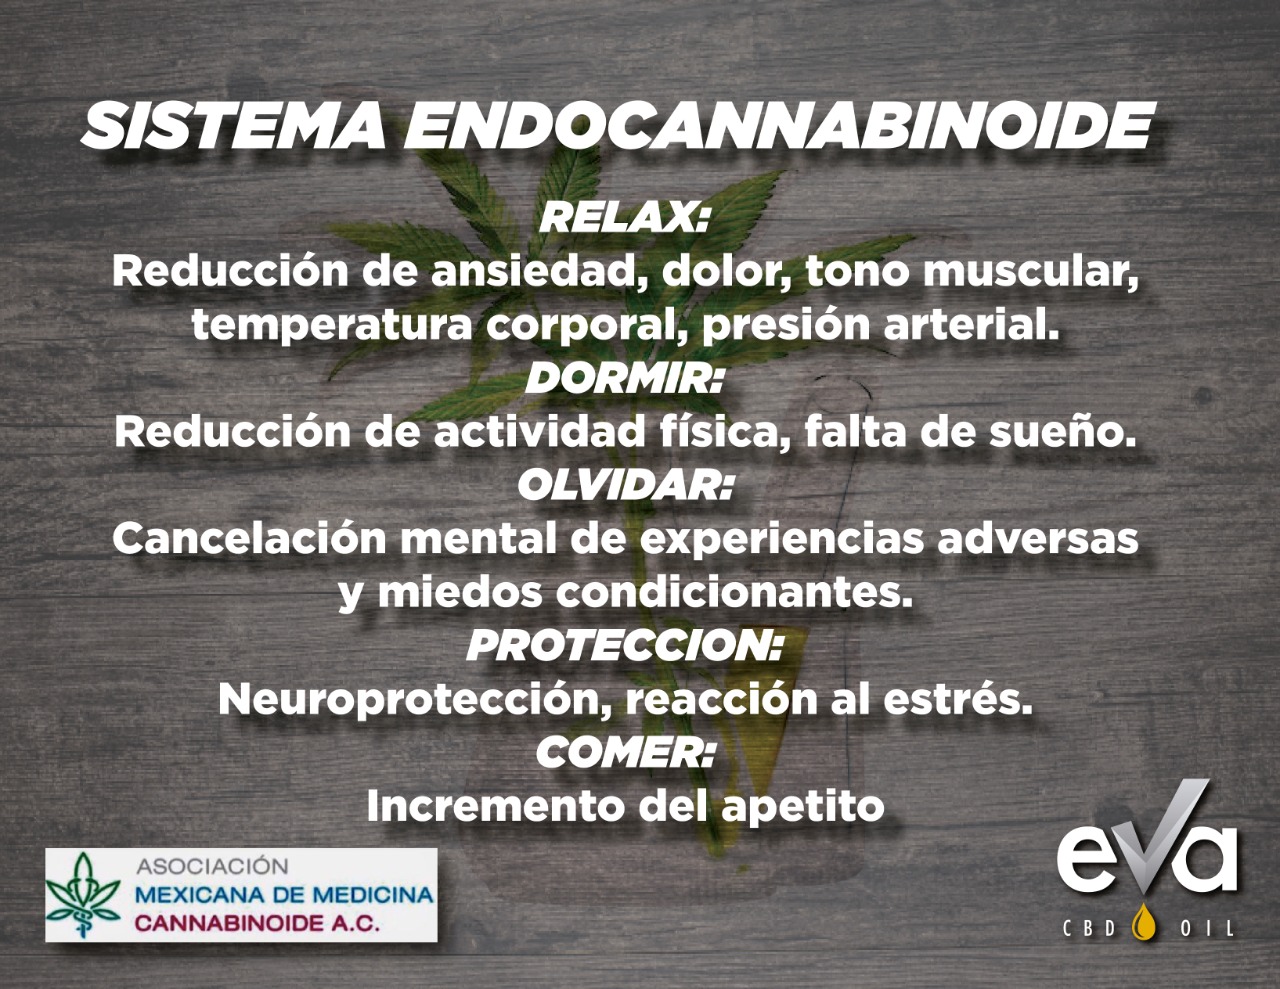 SISTEMA ENDOCANNABINOIDE
RELAX:
Reducción de ansiedad, dolor, tono muscular,
temperatura corporal, presión arterial.
DORMIR:
Reducción de actividad física, falta de sueño.
OLVIDAR:
Cancelación mental de experiencias adversas
y miedos condicionantes.
PROTECCION:
Neuroprotección, reacción al estrés.
COMER:
Incremento del apetito
ASOCIACIÓN
MEXICANA DE MEDICINA
CANNABINOIDE A.C.
eva
CBD OIL